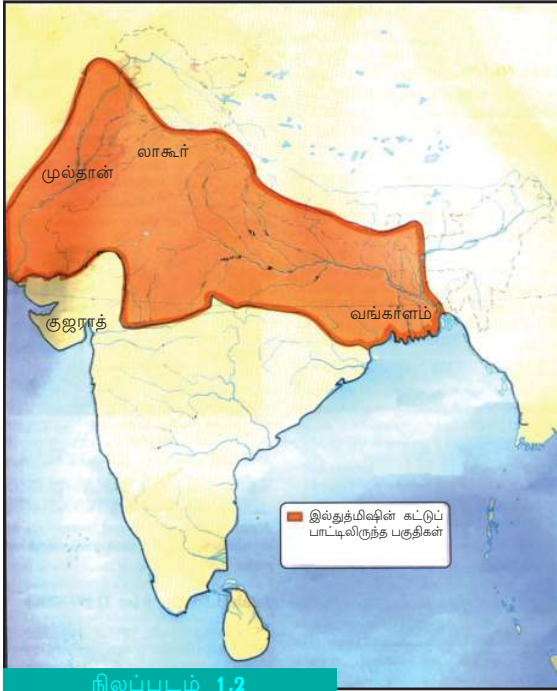 லாகூர்
முல்தான்
குஜராத்
வங்காளம்
இல்துத்மிஷின் கட்டுப்
பாட்டிலிருந்த பகுதிகள்
நிலப்படம் 1.2